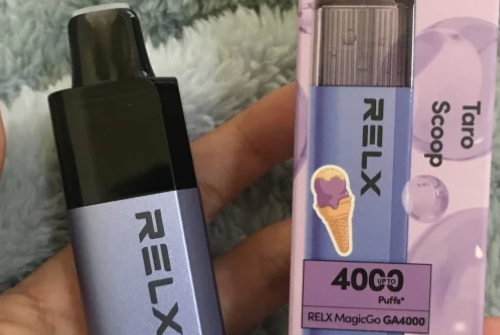 RELX
RELX
Taro
Scoop
4000
UP TO
Puffs*
RELX MagicGo GA4000